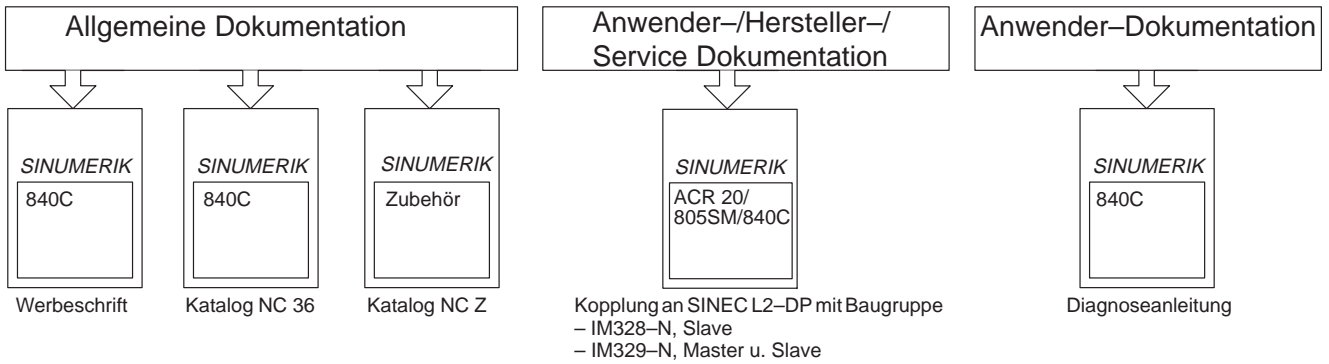 Allgemeine Dokumentation
Anwender–/Hersteller–/
Service Dokumentation
Anwender–Dokumentation
SINUMERIK
840C
Werbeschrift
SINUMERIK
840C
Katalog NC 36
SINUMERIK
Zubehör
Katalog NC Z
SINUMERIK
ACR 20/
805SM/840C
Kopplung an SINEC L2–DP mit Baugruppe
– IM328–N, Slave
– IM329–N, Master u. Slave
SINUMERIK
840C
Diagnoseanleitung